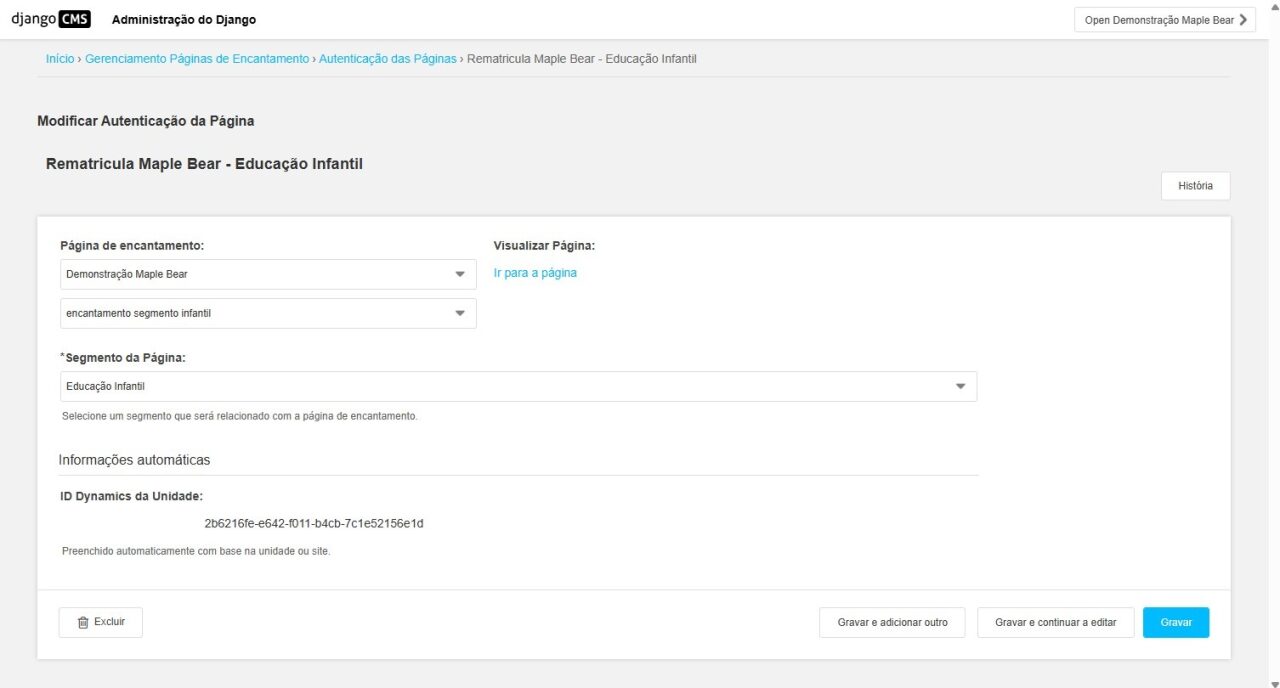 django CMS Administração do Django Open Demonstração Maple Bear
Início › Gerenciamento Páginas de Encantamento › Autenticação das Páginas › Rematricula Maple Bear - Educação Infantil
Modificar Autenticação da Página
Rematricula Maple Bear - Educação Infantil
História
Página de encantamento: Visualizar Página:
Demonstração Maple Bear Ir para a página
encantamento segmento infantil
*Segmento da Página:
Educação Infantil
Selecione um segmento que será relacionado com a página de encantamento.
Informações automáticas
ID Dynamics da Unidade:
2b6216fe-e642-f011-b4cb-7c1e52156e1d
Preenchido automaticamente com base na unidade ou site.
Excluir Gravar e adicionar outro Gravar e continuar a editar Gravar